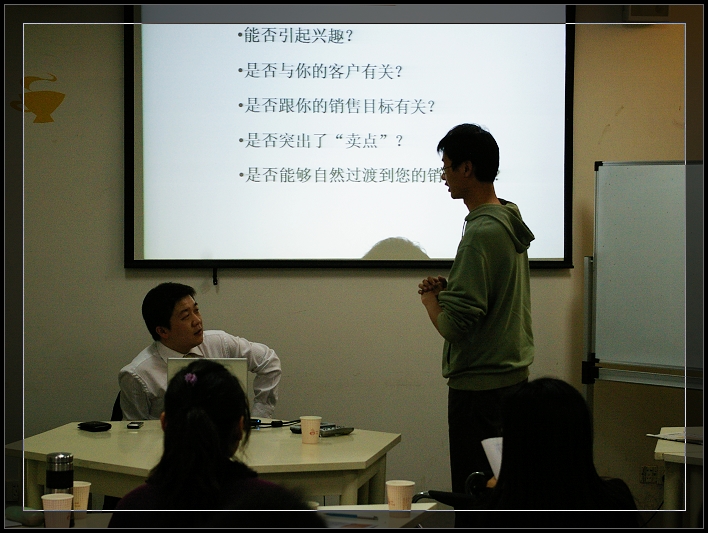 •能否引起兴趣？
•是否与你的客户有关？
•是否跟你的销售目标有关？
•是否突出了“卖点”？
•是否能够自然过渡到您的销